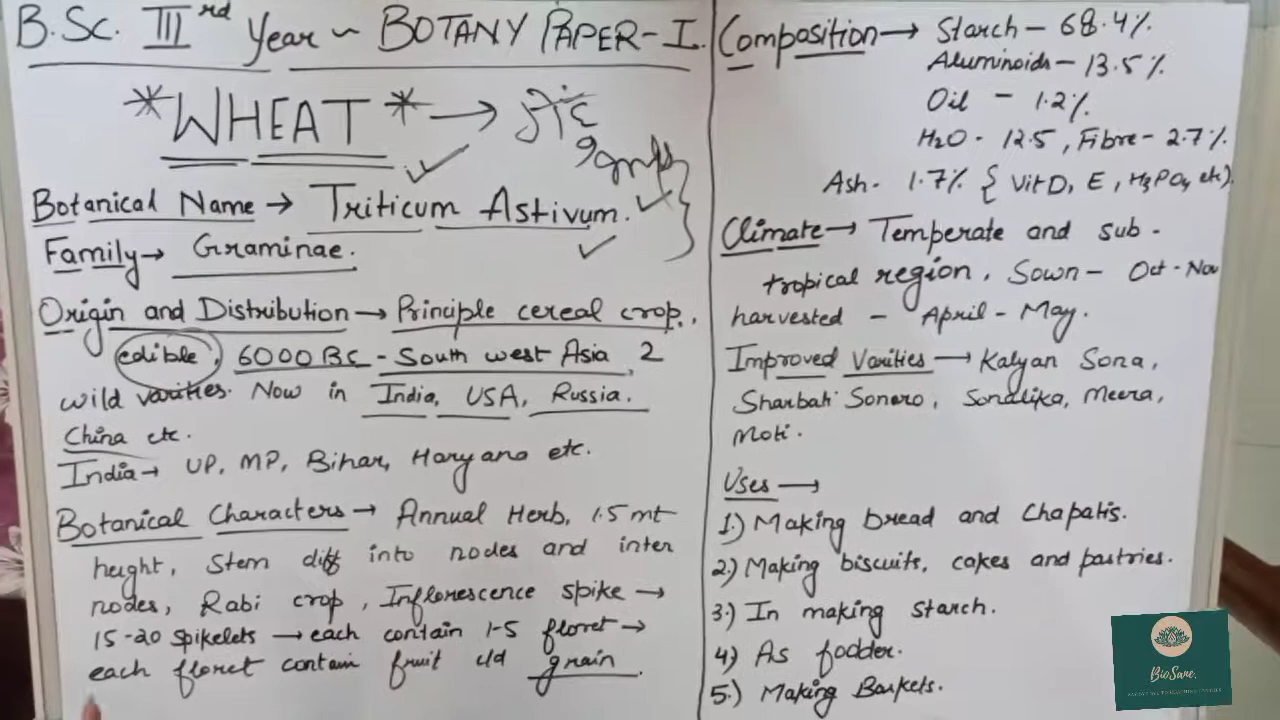 B.Sc. IIIrd Year ~ BOTANY PAPER-I.
*WHEAT* →
Botanical Name → Triticum Astivum.
Family → Graminae.
Origin and Distribution → Principle cereal crop,
edible, 6000 BC - South west Asia, 2
wild varities. Now in India, USA, Russia.
China etc.
India → UP, MP, Bihar, Haryana etc.
Botanical Characters → Annual Herb, 1.5 mt
height, Stem diff into nodes and inter
nodes, Rabi crop, Inflorescence spike →
15-20 spikelets → each contain 1-5 floret →
each floret contain fruit c/d grain.
Composition → Starch - 68.4%
Aluminoids - 13.5%
Oil - 1.2%
H2O - 12.5, Fibre - 2.7%
Ash - 1.7% { Vit D, E, H3PO4 etc).
Climate → Temperate and sub-
tropical region, Sown - Oct-Nov
harvested - April - May.
Improved Varities → Kalyan Sona,
Sharbati Sonaro, Sonalika, Meera,
Moti.
Uses →
1.) Making bread and Chapatis.
2.) Making biscuits, cakes and pastries.
3.) In making starch.
4.) As fodder.
5.) Making Baskets.
BioSane.